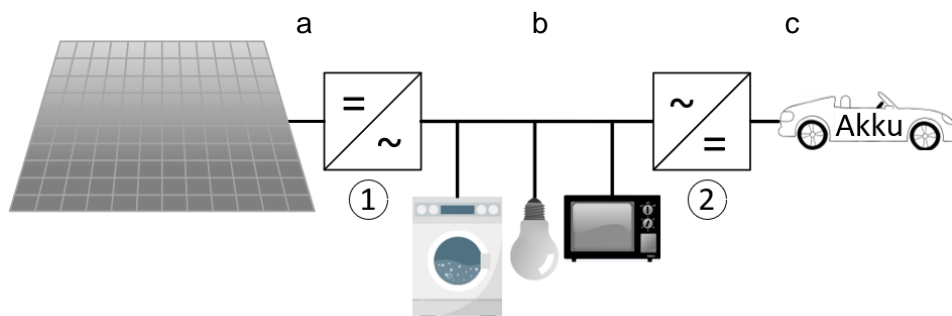 a b c
= ~
~ =
Akku
1 2